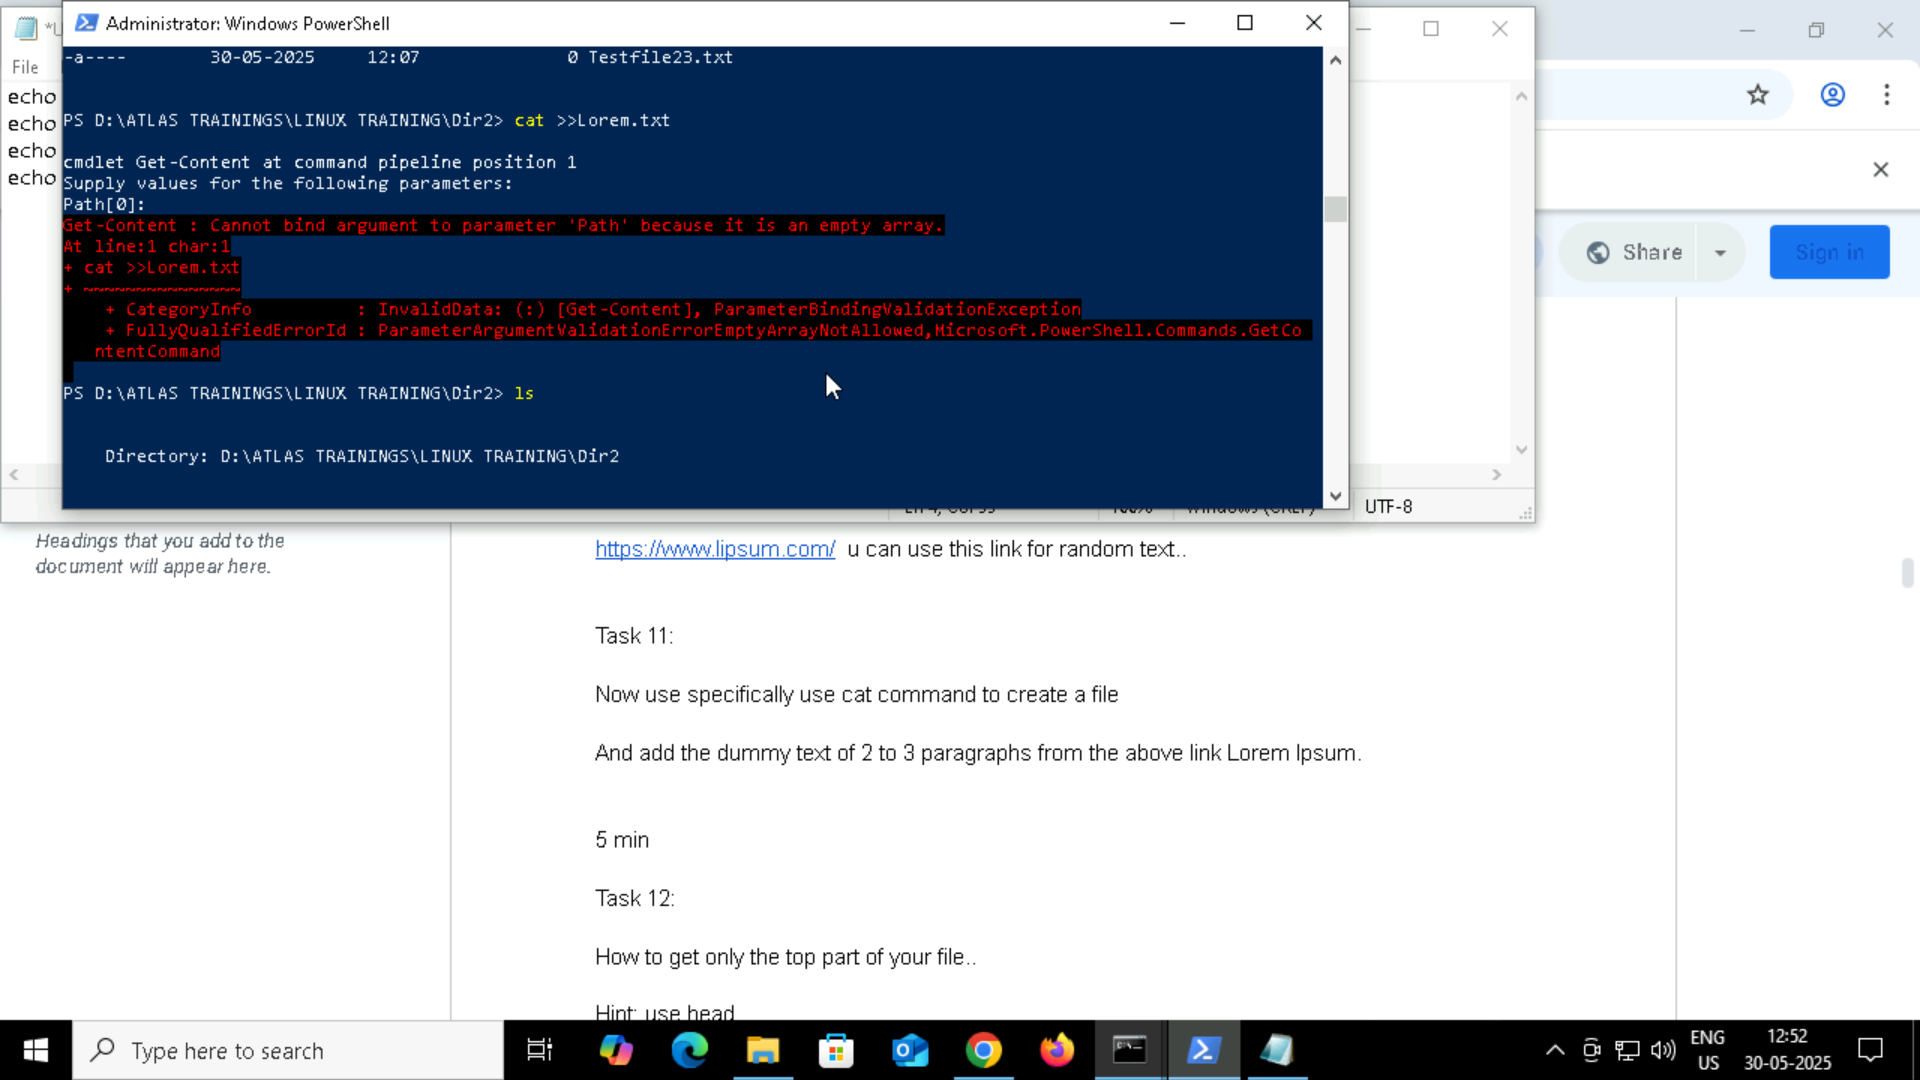 Administrator: Windows PowerShell
File
echo
echo
echo
echo
-a---- 30-05-2025 12:07 0 Testfile23.txt
PS D:\ATLAS TRAININGS\LINUX TRAINING\Dir2> cat >>Lorem.txt
cmdlet Get-Content at command pipeline position 1
Supply values for the following parameters:
Path[0]:
Get-Content : Cannot bind argument to parameter 'Path' because it is an empty array.
At line:1 char:1
+ cat >>Lorem.txt
+ ~~~~~~~~~~~~~~~
+ CategoryInfo : InvalidData: (:) [Get-Content], ParameterBindingValidationException
+ FullyQualifiedErrorId : ParameterArgumentValidationErrorEmptyArrayNotAllowed,Microsoft.PowerShell.Commands.GetCo
ntentCommand
PS D:\ATLAS TRAININGS\LINUX TRAINING\Dir2> ls
Directory: D:\ATLAS TRAININGS\LINUX TRAINING\Dir2
UTF-8
Share
Sign in
Headings that you add to the
document will appear here.
https://www.lipsum.com/ u can use this link for random text..
Task 11:
Now use specifically use cat command to create a file
And add the dummy text of 2 to 3 paragraphs from the above link Lorem Ipsum.
5 min
Task 12:
How to get only the top part of your file..
Hint: use head
Type here to search
ENG
US
12:52
30-05-2025